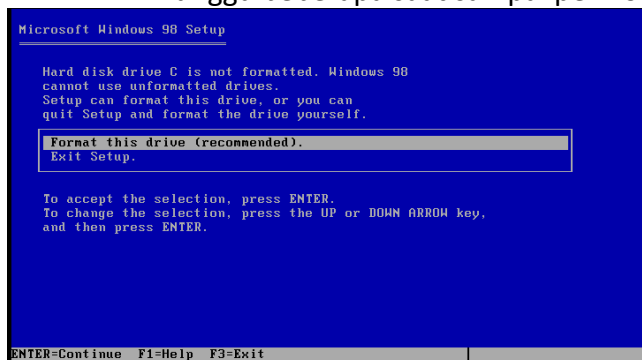 Microsoft Windows 98 Setup
Hard disk drive C is not formatted. Windows 98
cannot use unformatted drives.
Setup can format this drive, or you can
quit Setup and format the drive yourself.
Format this drive (recommended).
Exit Setup.
To accept the selection, press ENTER.
To change the selection, press the UP or DOWN ARROW key,
and then press ENTER.
ENTER=Continue F1=Help F3=Exit